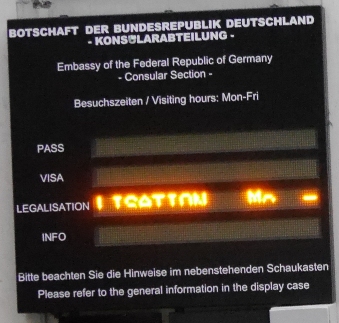 BOTSCHAFT DER BUNDESREPUBLIK DEUTSCHLAND
- KONSULARABTEILUNG -
Embassy of the Federal Republic of Germany
- Consular Section -
Besuchszeiten / Visiting hours: Mon-Fri
PASS
VISA
LEGALISATION LISATION Mo -
INFO
Bitte beachten Sie die Hinweise im nebenstehenden Schaukasten
Please refer to the general information in the display case